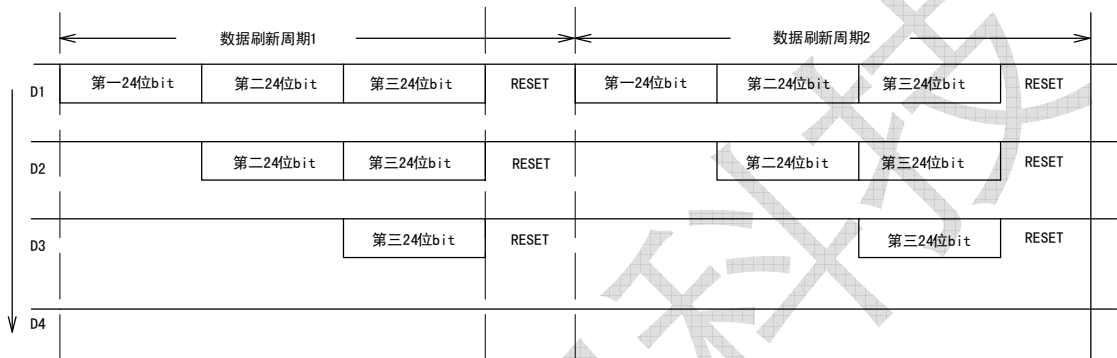 数据刷新周期1 数据刷新周期2
D1 第一24位bit 第二24位bit 第三24位bit RESET 第一24位bit 第二24位bit 第三24位bit RESET
D2 第二24位bit 第三24位bit RESET 第二24位bit 第三24位bit RESET
D3 第三24位bit RESET 第三24位bit RESET
D4
科技